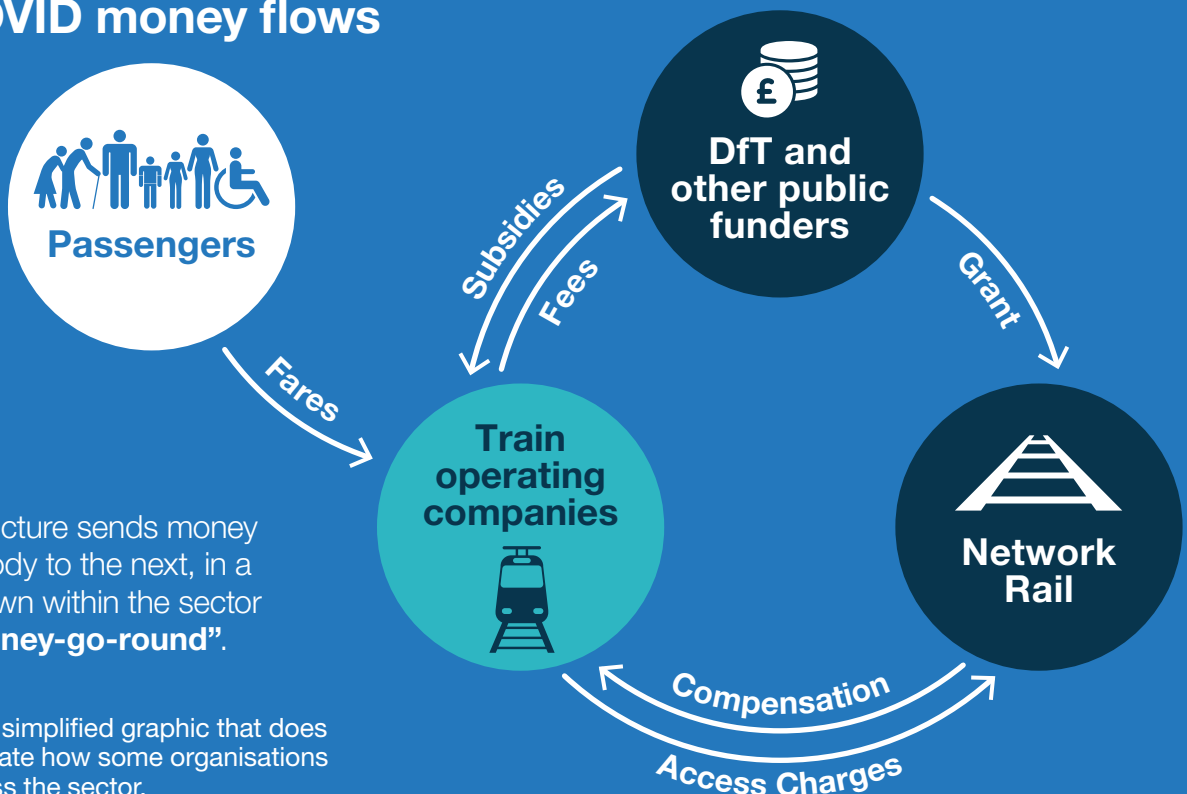 OVID money flows
£
DfT and
other public
funders
Passengers
Subsidies
Fees
Grant
Fares
Train
operating
companies
Network
Rail
cture sends money
ody to the next, in a
wn within the sector
ney-go-round”.
Compensation
Access Charges
simplified graphic that does
ate how some organisations
ss the sector.